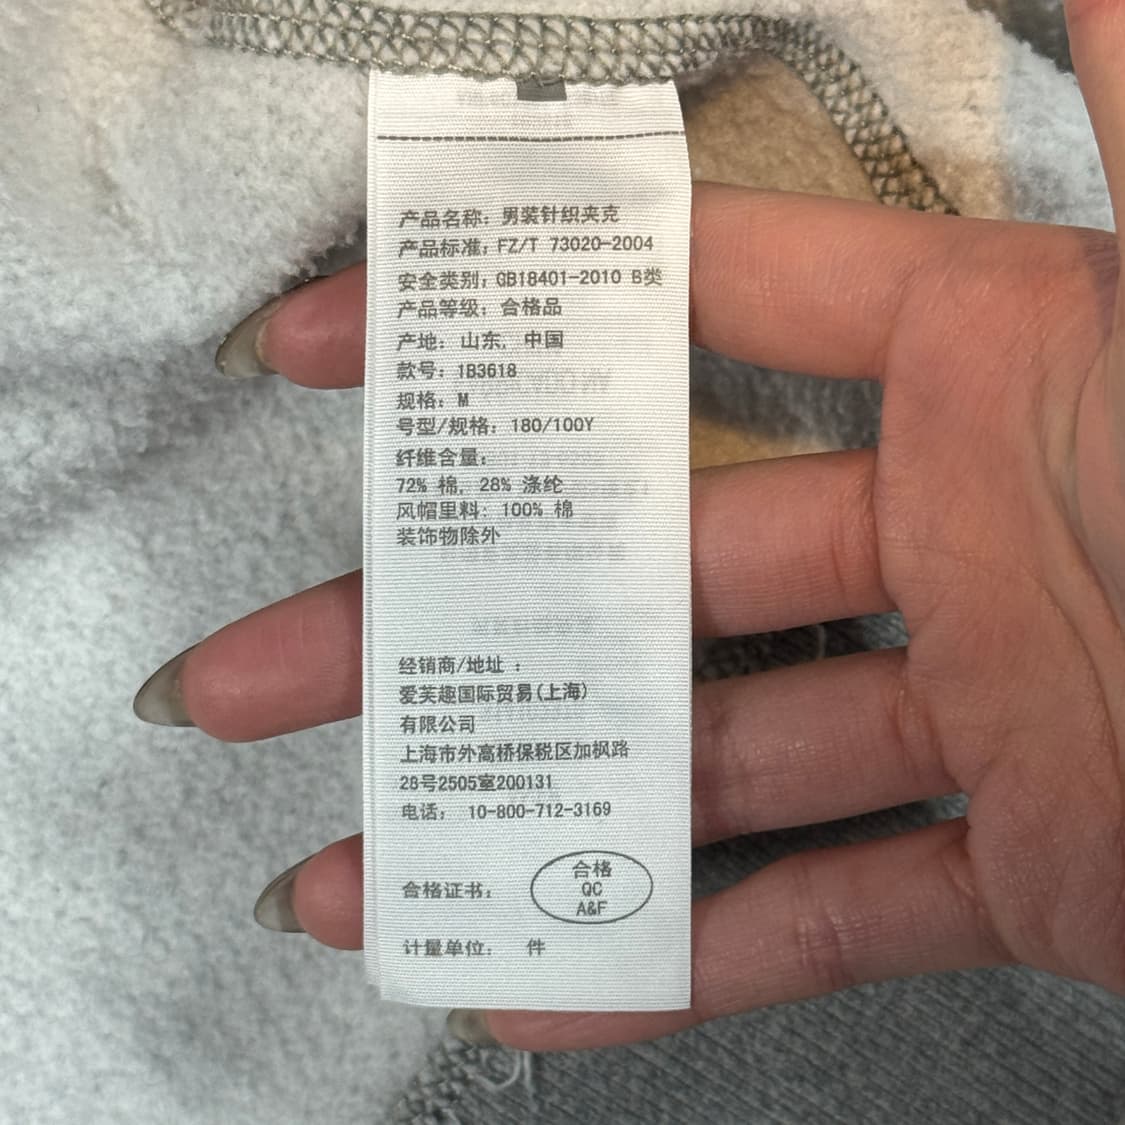 产品名称：男装针织夹克
产品标准：FZ/T 73020-2004
安全类别：GB18401-2010 B类
产品等级：合格品
产地：山东，中国
款号：1B3618
规格：M
号型/规格：180/100Y
纤维含量：
72% 棉，28% 涤纶
风帽里料：100% 棉
装饰物除外
经销商/地址：
爱芙趣国际贸易(上海)
有限公司
上海市外高桥保税区加枫路
28号2505室200131
电话：10-800-712-3169
合格证书：
合格
QC
A&F
计量单位：件